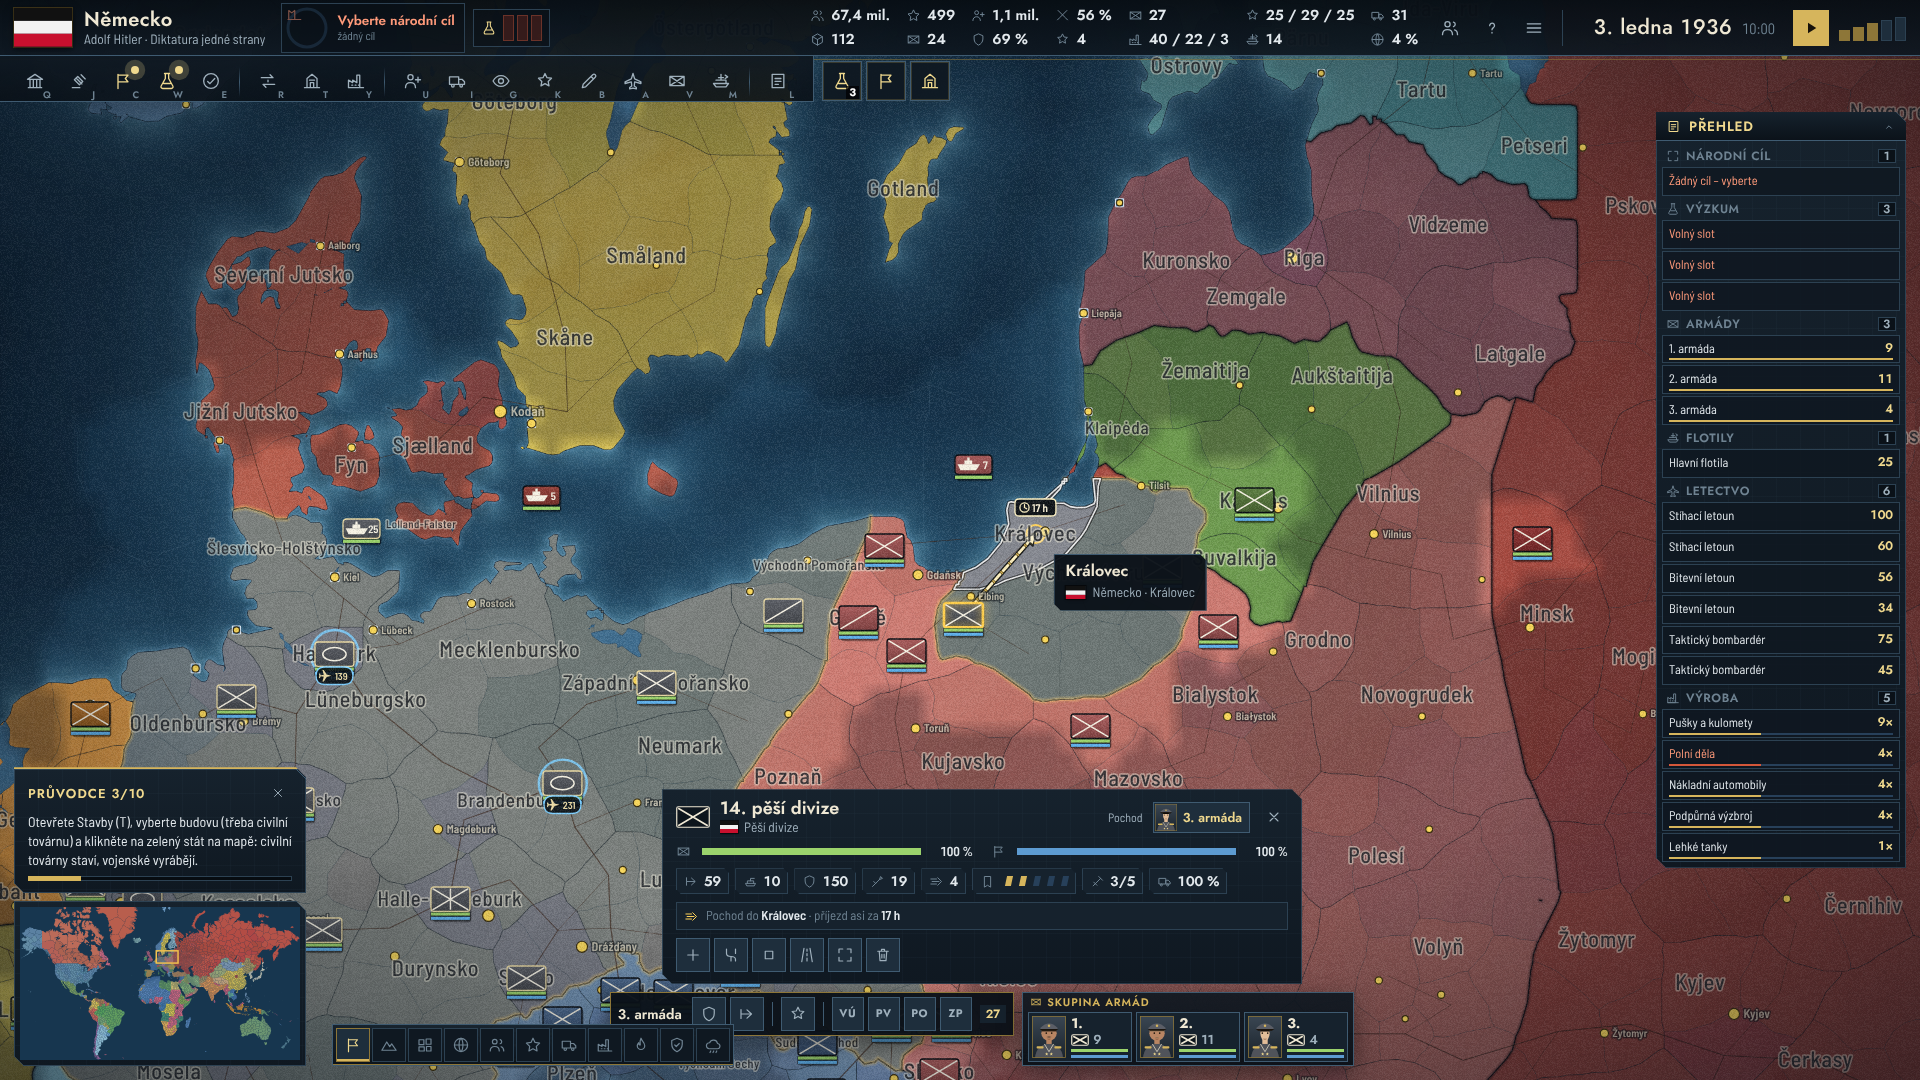 Německo
Adolf Hitler · Diktatura jedné strany
Vyberte národní cíl
žádný cíl
67,4 mil.
499
1,1 mil.
56 %
27
25 / 29 / 25
31
112
24
69 %
4
40 / 22 / 3
14
4 %
?
3. ledna 1936
10:00
Q
J
C
W
E
R
T
Y
U
I
G
K
B
A
V
M
L
3
Göteborg
Göteborg
Ostrovy
Tartu
Tartu
Petseri
Gotland
Småland
Skåne
Aalborg
Severní Jutsko
Aarhus
Jižní Jutsko
Kodaň
Sjælland
Fyn
Lolland-Falster
Vidzeme
Kuronsko
Riga
Zemgale
Liepāja
Latgale
Žemaitija
Aukštaitija
Klaipėda
Tilsit
Vilnius
Vilnius
Minsk
Grodno
Novogrudek
Bialystok
Białystok
Šlesvicko-Holštýnsko
Kiel
Rostock
Lübeck
Mecklenbursko
Lüneburgsko
Oldenbursko
Brémy
Neumark
Poznaň
Toruň
Kujavsko
Mazovsko
Gdaňsk
Elbing
Královec
17 h
5
7
25
139
231
Královec
Německo · Královec
Magdeburk
Drážďany
Durynsko
Mosela
Plzeň
Polesí
Volyň
Žytomyr
Žytomyr
Kyjev
Kyjev
Černihiv
Čerkasy
PŘEHLED
NÁRODNÍ CÍL
1
Žádný cíl – vyberte
VÝZKUM
3
Volný slot
Volný slot
Volný slot
ARMÁDY
3
1. armáda
9
2. armáda
11
3. armáda
4
FLOTILY
1
Hlavní flotila
25
LETECTVO
6
Stíhací letoun
100
Stíhací letoun
60
Bitevní letoun
56
Bitevní letoun
34
Taktický bombardér
75
Taktický bombardér
45
VÝROBA
5
Pušky a kulomety
9×
Polní děla
4×
Nákladní automobily
4×
Podpůrná výzbroj
4×
Lehké tanky
1×
PRŮVODCE 3/10
Otevřete Stavby (T), vyberte budovu (třeba civilní
továrnu) a klikněte na zelený stát na mapě: civilní
továrny staví, vojenské vyrábějí.
14. pěší divize
Pěší divize
Pochod
3. armáda
100 %
100 %
59
10
150
19
4
3/5
100 %
Pochod do Královec · příjezd asi za 17 h
3. armáda
VÚ
PV
PO
ZP
27
SKUPINA ARMÁD
1.
9
2.
11
3.
4